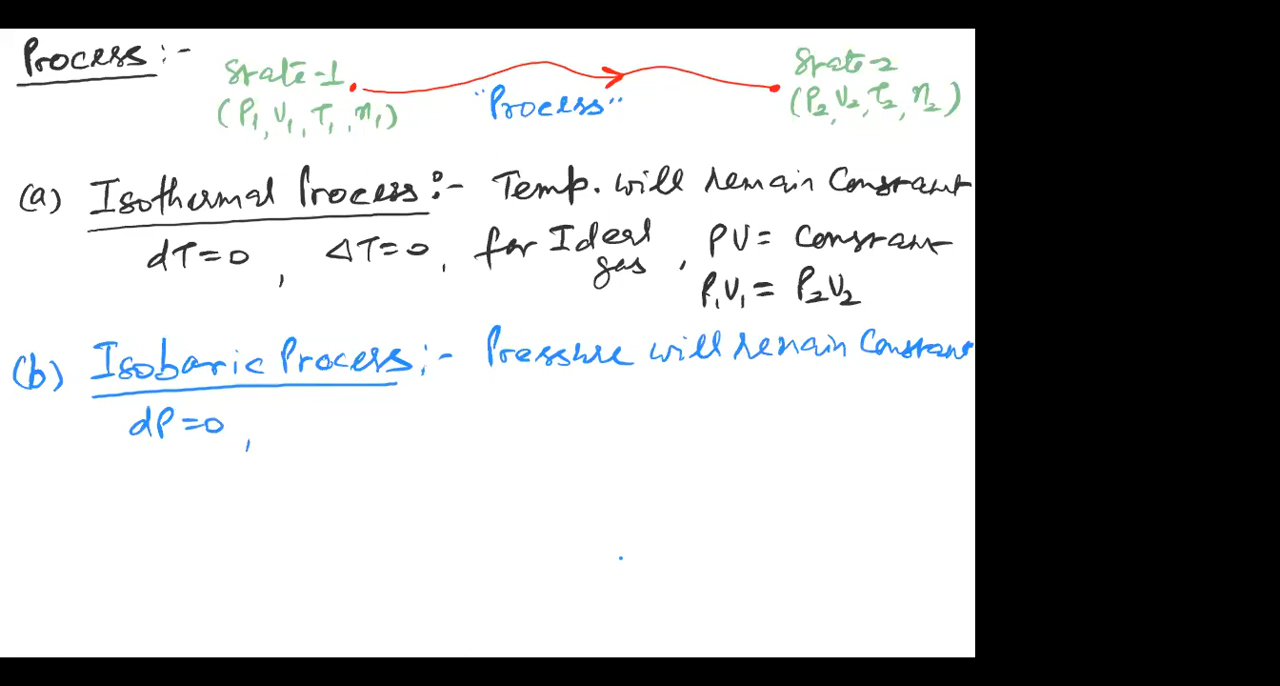 Process :-
State-1
State-2
"Process"
(P₁, V₁, T₁, n₁)
(P₂, V₂, T₂, n₂)
(a) Isothermal Process :- Temp. will remain Constant
dT=0, ΔT=0, for Ideal gas, PV = Constant
P₁V₁ = P₂V₂
(b) Isobaric Process :- Pressure will remain Constant
dP=0,